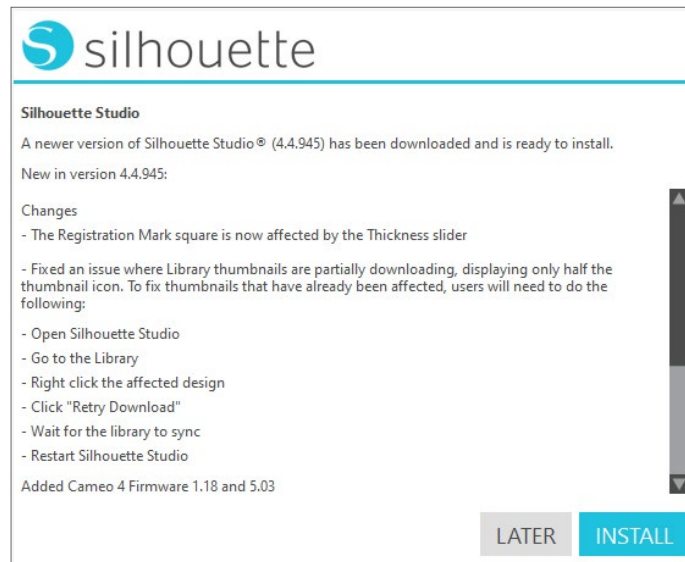 S silhouette
Silhouette Studio
A newer version of Silhouette Studio® (4.4.945) has been downloaded and is ready to install.
New in version 4.4.945:
Changes
- The Registration Mark square is now affected by the Thickness slider
- Fixed an issue where Library thumbnails are partially downloading, displaying only half the
thumbnail icon. To fix thumbnails that have already been affected, users will need to do the
following:
- Open Silhouette Studio
- Go to the Library
- Right click the affected design
- Click "Retry Download"
- Wait for the library to sync
- Restart Silhouette Studio
Added Cameo 4 Firmware 1.18 and 5.03
LATER INSTALL